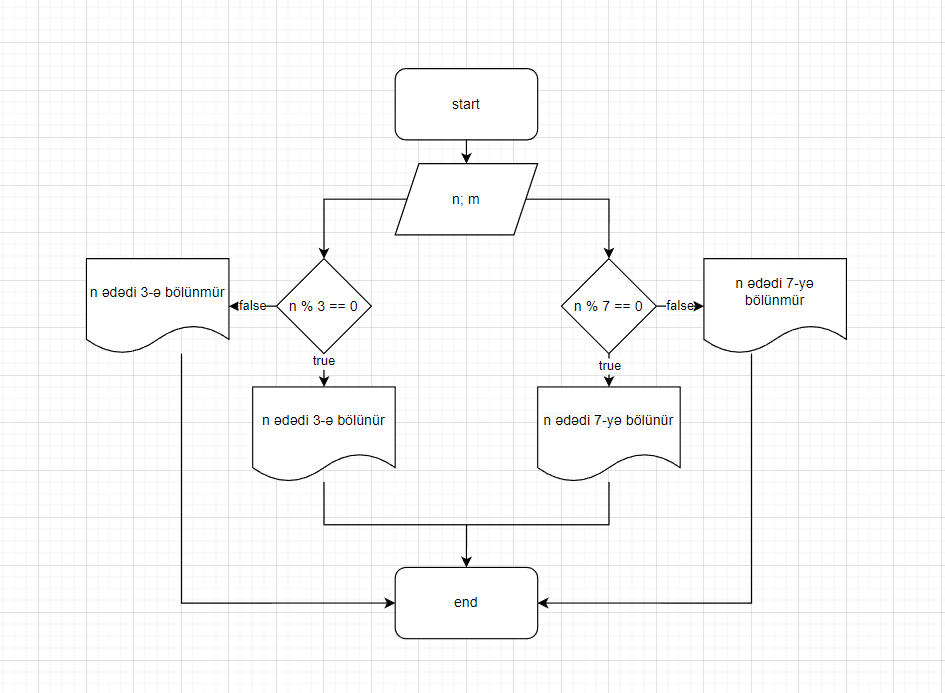 start
n; m
n ədədi 3-ə bölünmür
false
n % 3 == 0
n % 7 == 0
false
n ədədi 7-yə
bölünmür
true
true
n ədədi 3-ə bölünür
n ədədi 7-yə bölünür
end